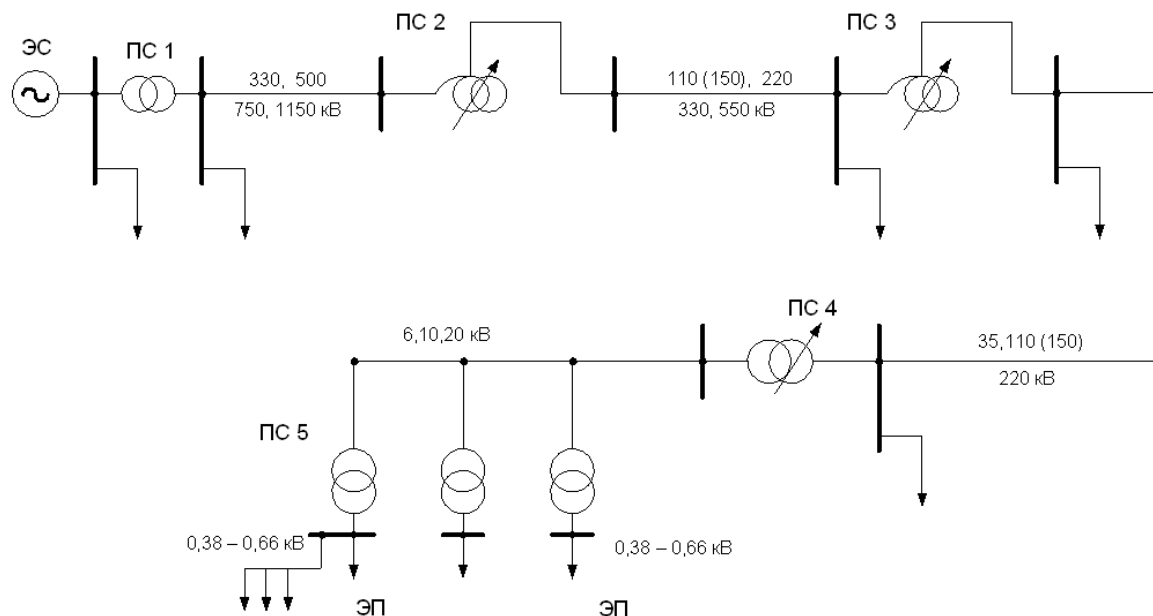 ЭС
ПС 1
ПС 2
ПС 3
330, 500
750, 1150 кВ
110 (150), 220
330, 550 кВ
ПС 4
6,10,20 кВ
35,110 (150)
220 кВ
ПС 5
0,38 – 0,66 кВ
0,38 – 0,66 кВ
ЭП
ЭП